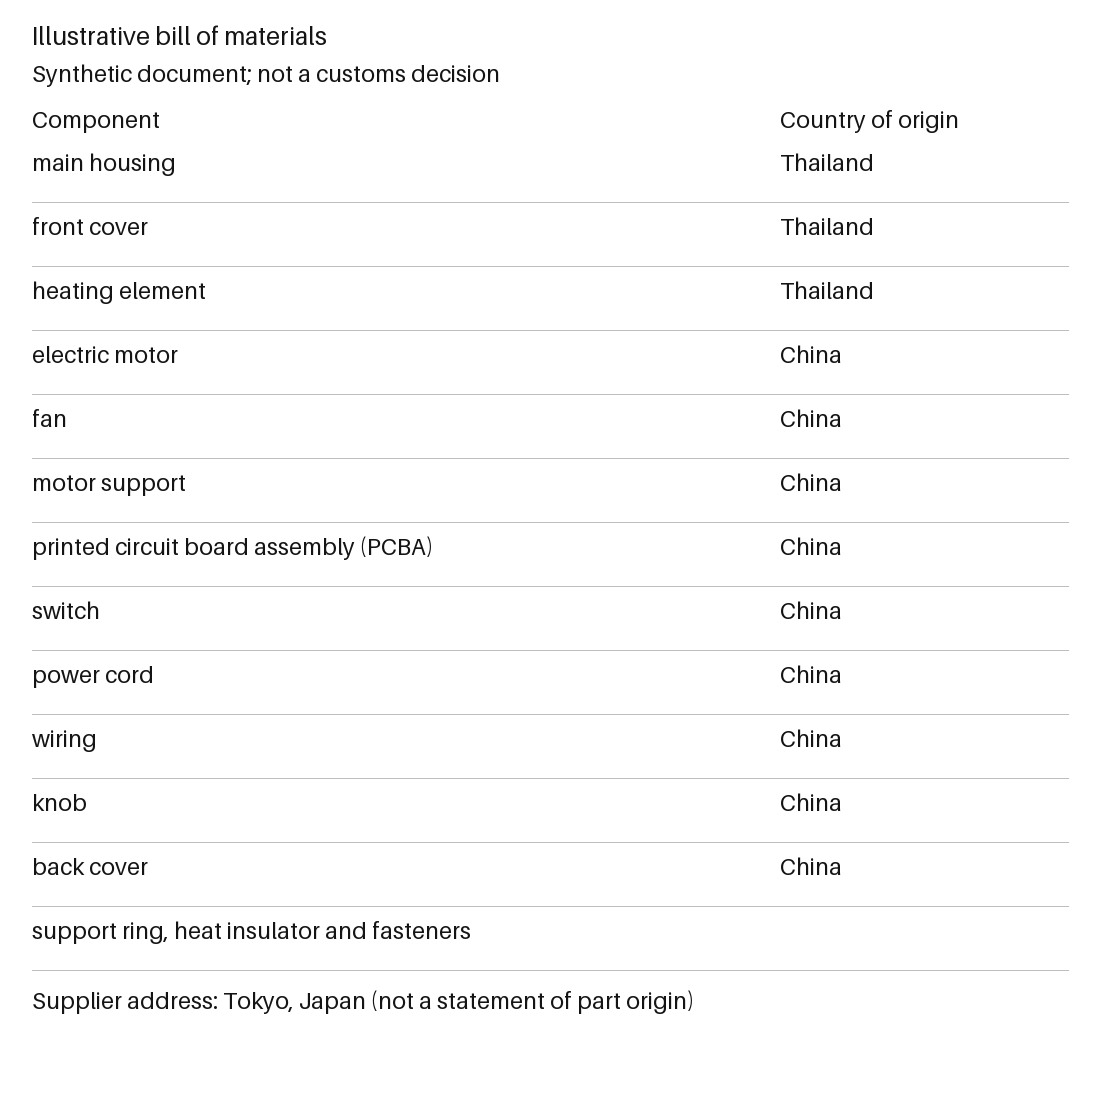 Illustrative bill of materials
Synthetic document; not a customs decision
Component Country of origin
main housing Thailand
front cover Thailand
heating element Thailand
electric motor China
fan China
motor support China
printed circuit board assembly (PCBA) China
switch China
power cord China
wiring China
knob China
back cover China
support ring, heat insulator and fasteners
Supplier address: Tokyo, Japan (not a statement of part origin)